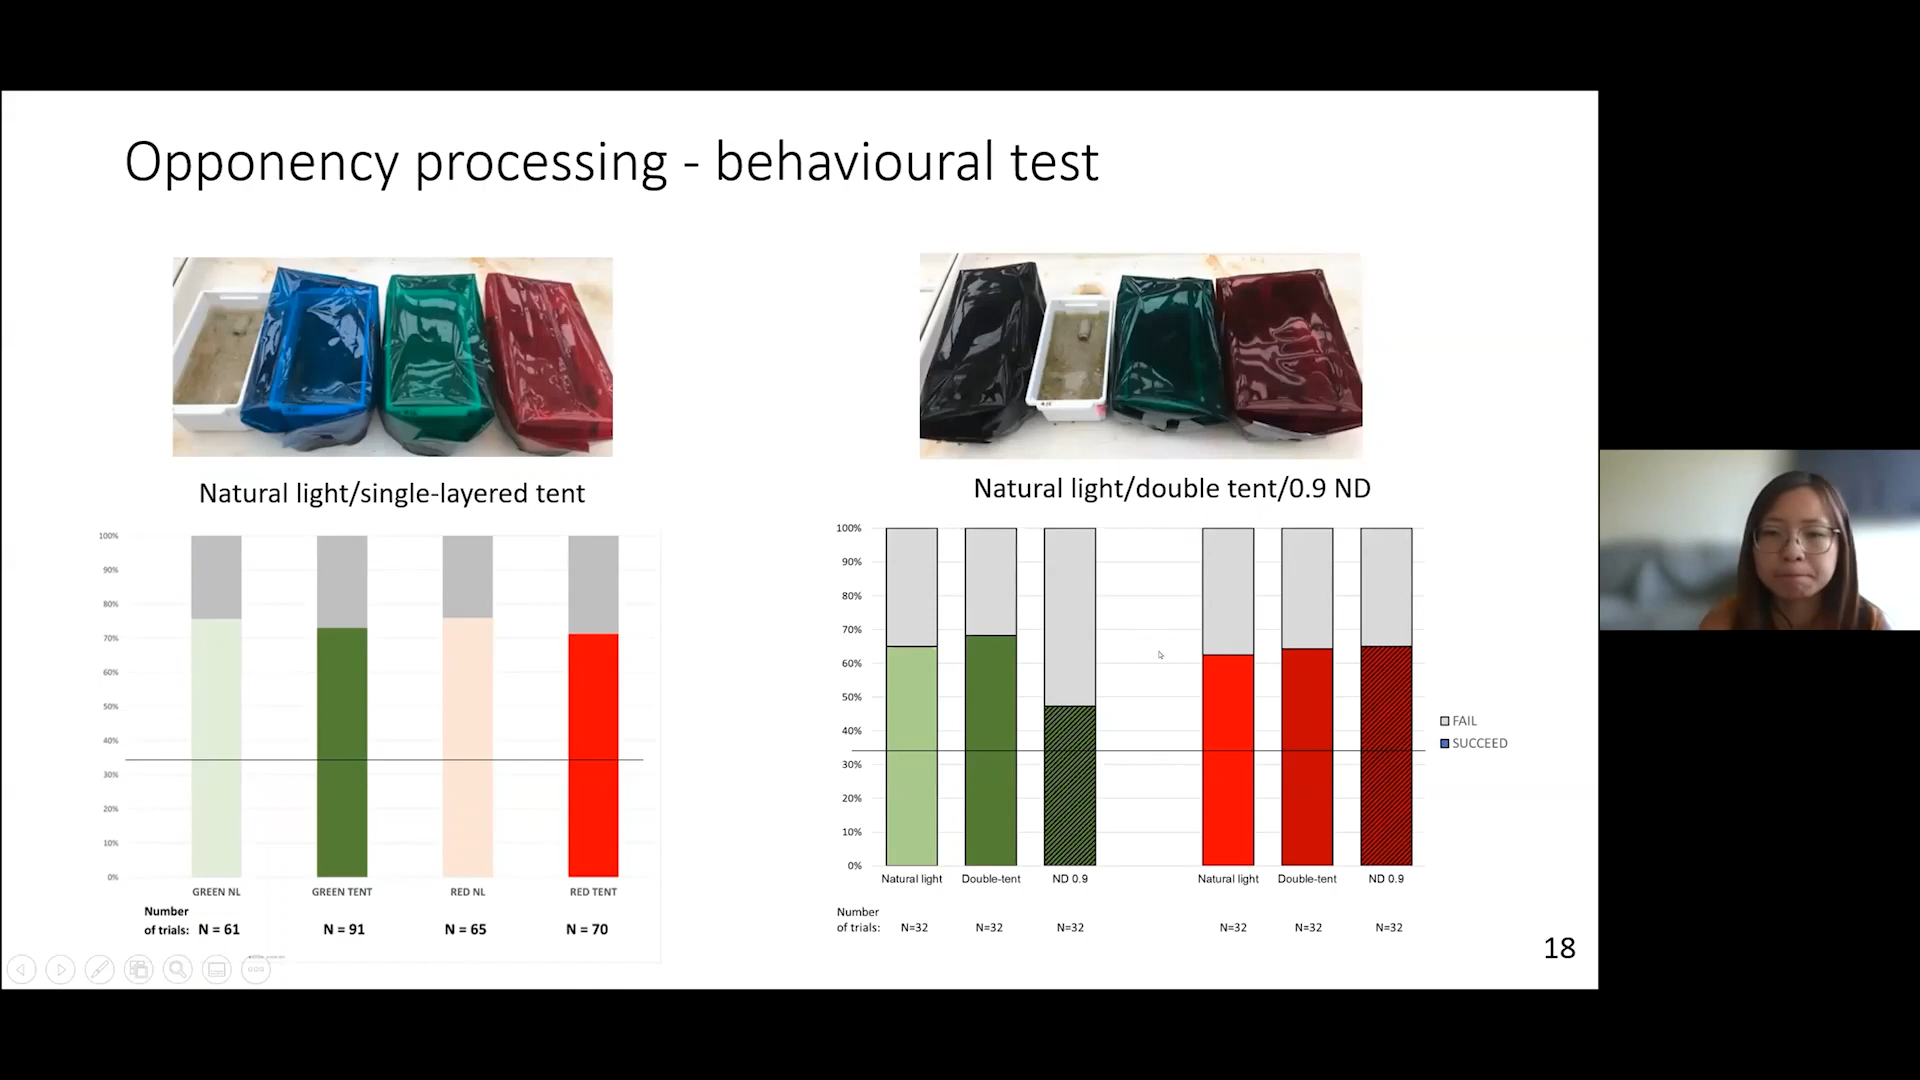 Opponency processing - behavioural test
Natural light/single-layered tent
100%
90%
80%
70%
60%
50%
40%
30%
20%
10%
0%
GREEN NL
GREEN TENT
RED NL
RED TENT
Number
of trials:
N = 61
N = 91
N = 65
N = 70
Natural light/double tent/0.9 ND
100%
90%
80%
70%
60%
50%
40%
30%
20%
10%
0%
Natural light
Double-tent
ND 0.9
Natural light
Double-tent
ND 0.9
Number
of trials:
N=32
N=32
N=32
N=32
N=32
N=32
FAIL
SUCCEED
18